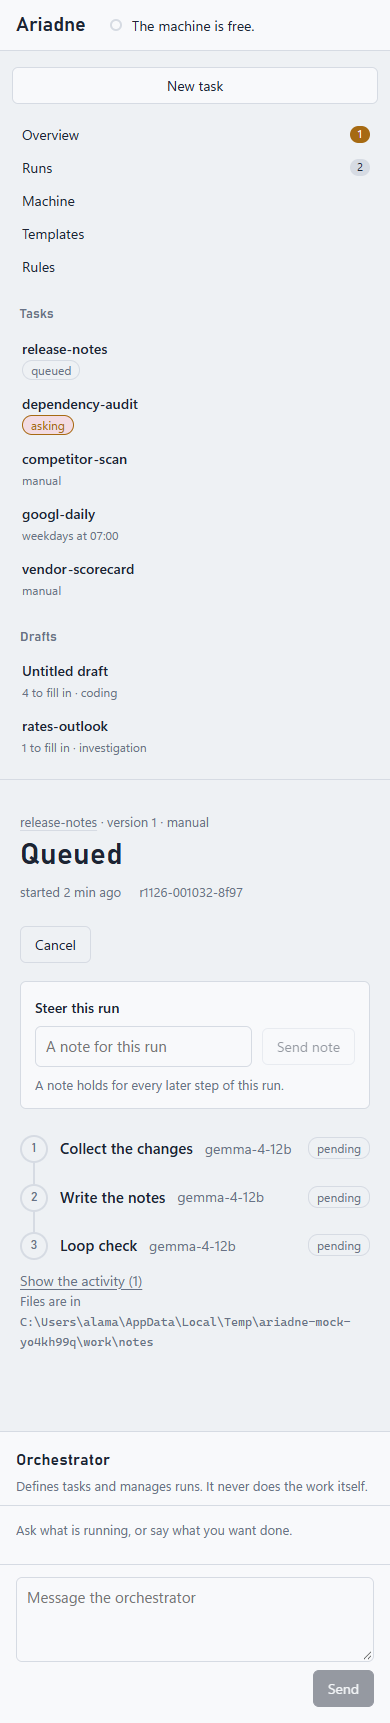 Ariadne
The machine is free.
New task
Overview
1
Runs
2
Machine
Templates
Rules
Tasks
release-notes
queued
dependency-audit
asking
competitor-scan
manual
googl-daily
weekdays at 07:00
vendor-scorecard
manual
Drafts
Untitled draft
4 to fill in · coding
rates-outlook
1 to fill in · investigation
release-notes · version 1 · manual
Queued
started 2 min ago r1126-001032-8f97
Cancel
Steer this run
A note for this run
Send note
A note holds for every later step of this run.
1 Collect the changes gemma-4-12b pending
2 Write the notes gemma-4-12b pending
3 Loop check gemma-4-12b pending
Show the activity (1)
Files are in
C:\Users\alama\AppData\Local\Temp\ariadne-mock-
yo4kh99q\work\notes
Orchestrator
Defines tasks and manages runs. It never does the work itself.
Ask what is running, or say what you want done.
Message the orchestrator
Send